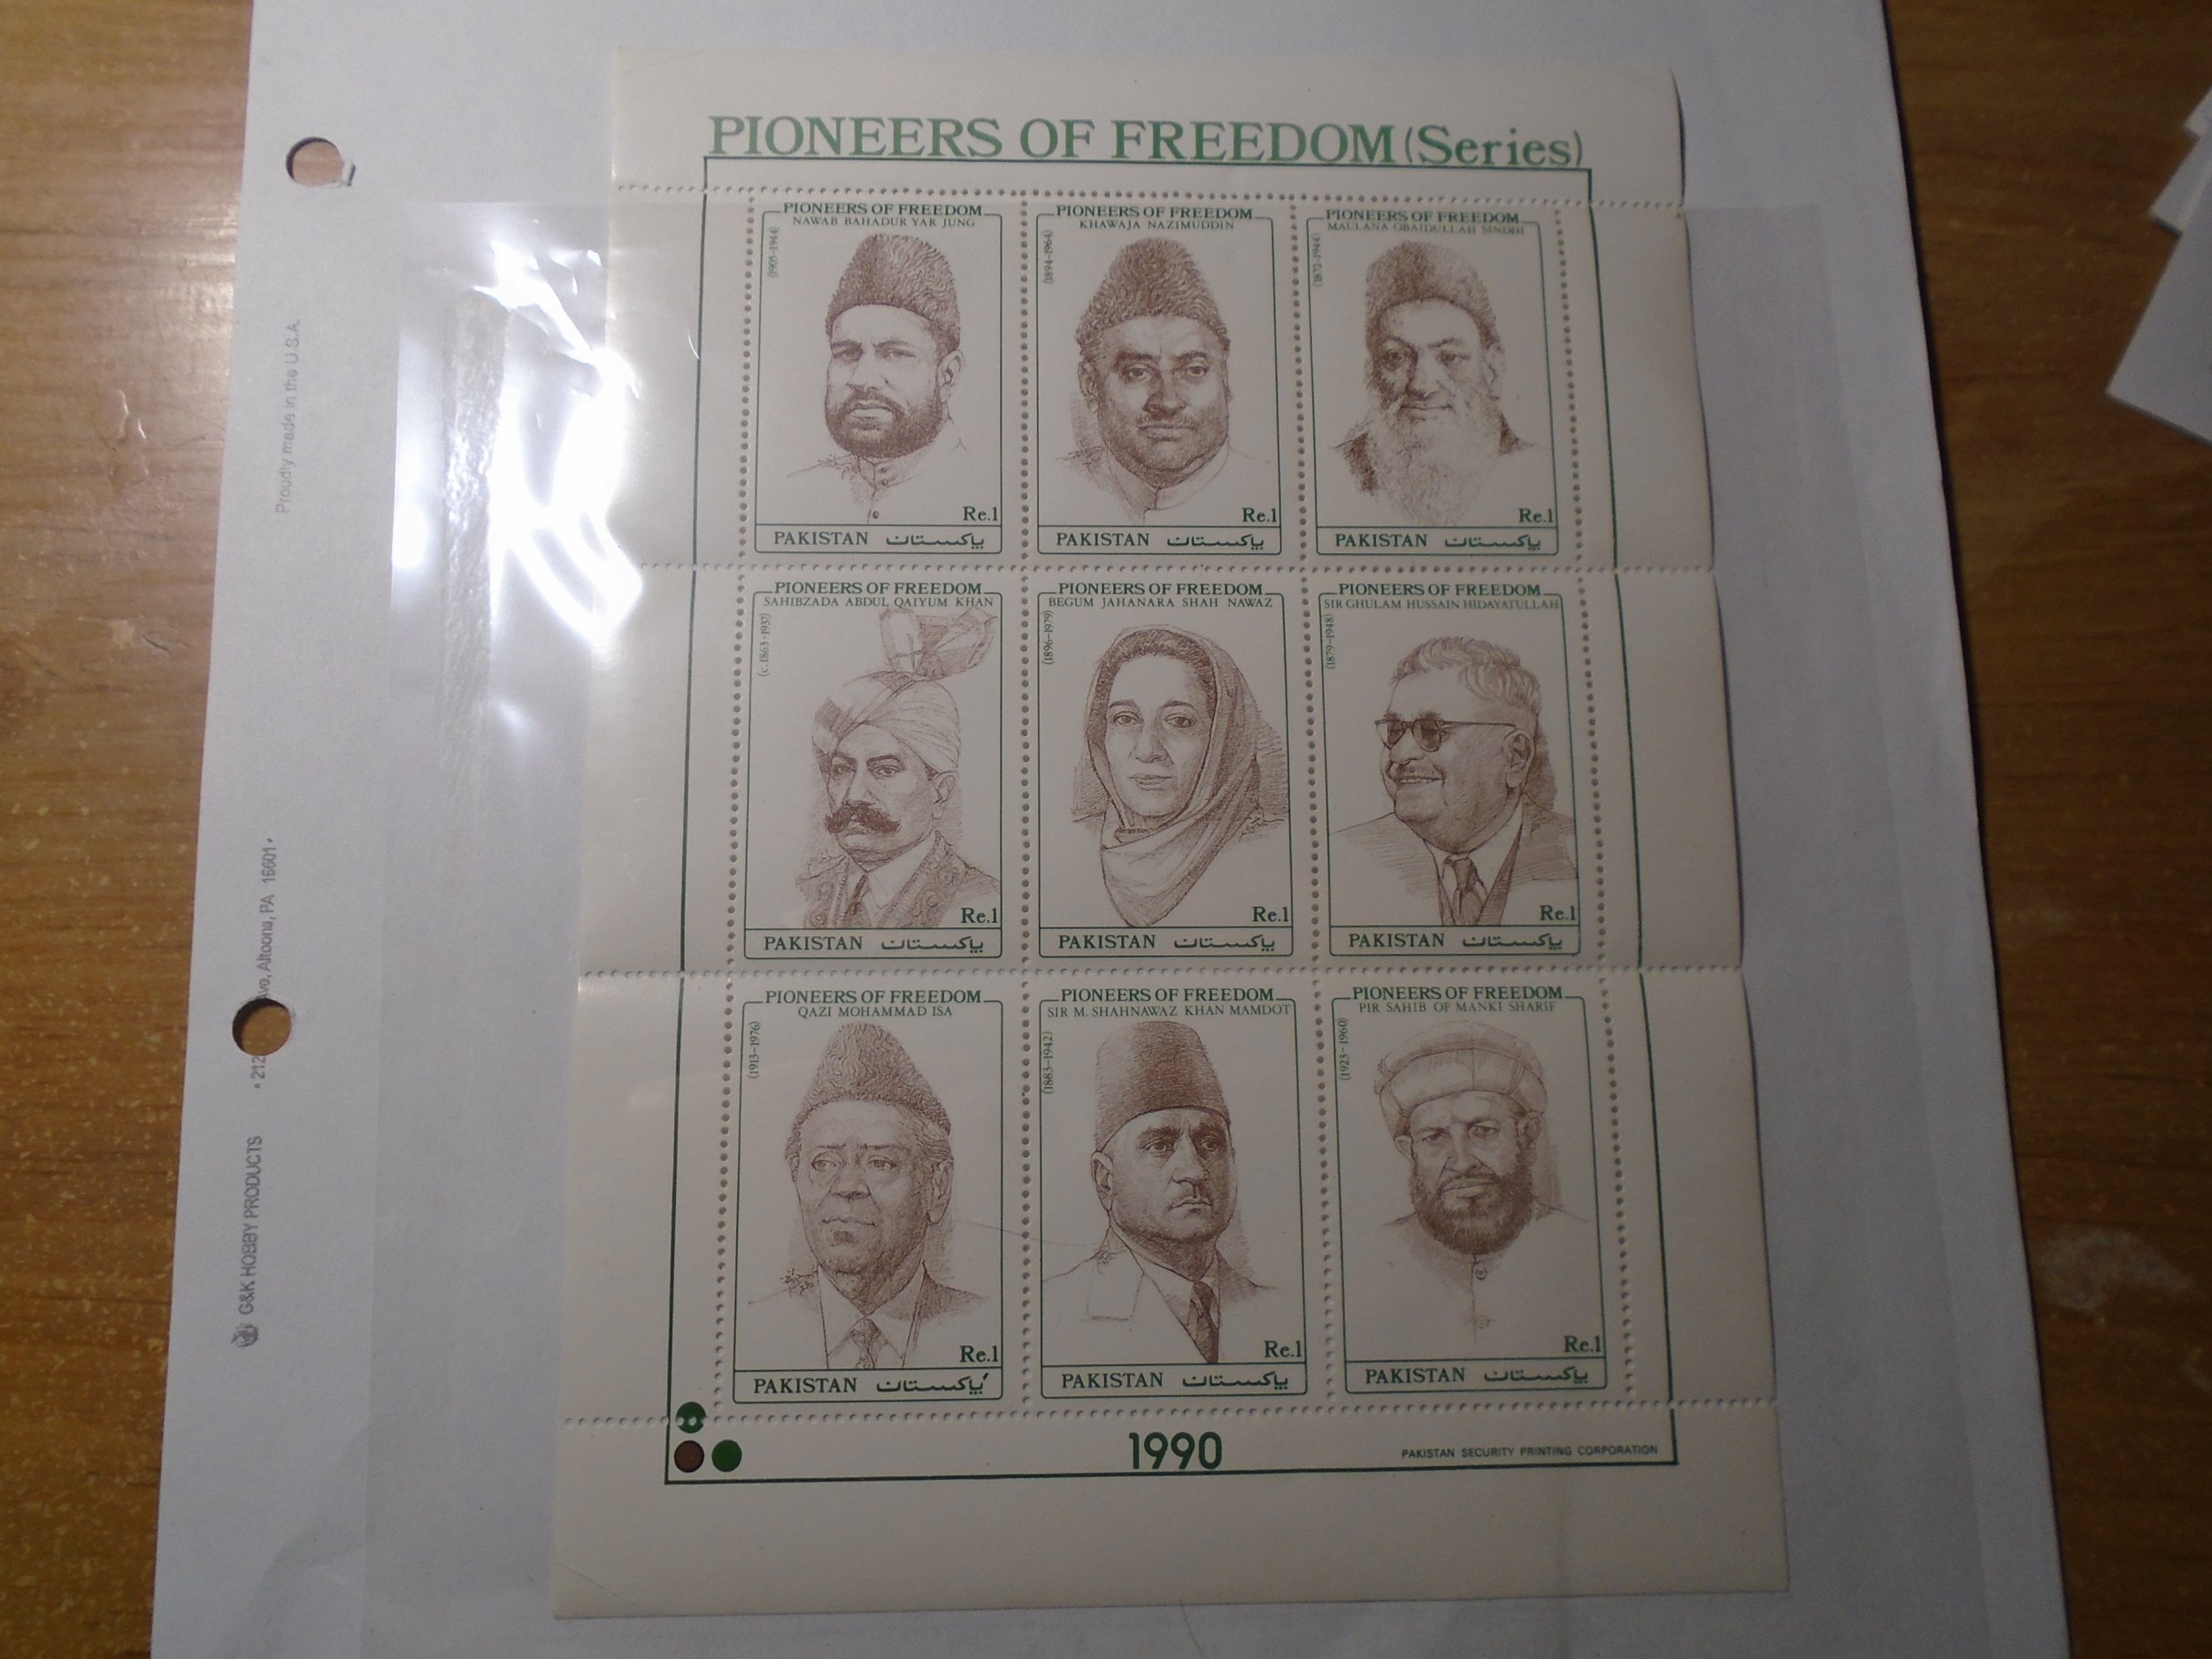 PIONEERS OF FREEDOM (Series)
PIONEERS OF FREEDOM
NAWAB BAHADUR YAR JUNG
(1905-1944)
Re.1
PAKISTAN پاکستان
PIONEERS OF FREEDOM
KHAWAJA NAZIMUDDIN
(1894-1964)
Re.1
PAKISTAN پاکستان
PIONEERS OF FREEDOM
MAULANA OBAIDULLAH SINDHI
(1872-1944)
Re.1
PAKISTAN پاکستان
PIONEERS OF FREEDOM
SAHIBZADA ABDUL QAIYUM KHAN
(c.1863-1937)
Re.1
PAKISTAN پاکستان
PIONEERS OF FREEDOM
BEGUM JAHANARA SHAH NAWAZ
(1896-1979)
Re.1
PAKISTAN پاکستان
PIONEERS OF FREEDOM
SIR GHULAM HUSSAIN HIDAYATULLAH
(1879-1948)
Re.1
PAKISTAN پاکستان
PIONEERS OF FREEDOM
QAZI MOHAMMAD ISA
(1913-1976)
Re.1
PAKISTAN پاکستان
PIONEERS OF FREEDOM
SIR M. SHAHNAWAZ KHAN MAMDOT
(1883-1942)
Re.1
PAKISTAN پاکستان
PIONEERS OF FREEDOM
PIR SAHIB OF MANKI SHARIF
(1923-1960)
Re.1
PAKISTAN پاکستان
1990
PAKISTAN SECURITY PRINTING CORPORATION
G&K HOBBY PRODUCTS • 212 Ave, Altoona, PA 16601 •
Proudly made in the U.S.A.